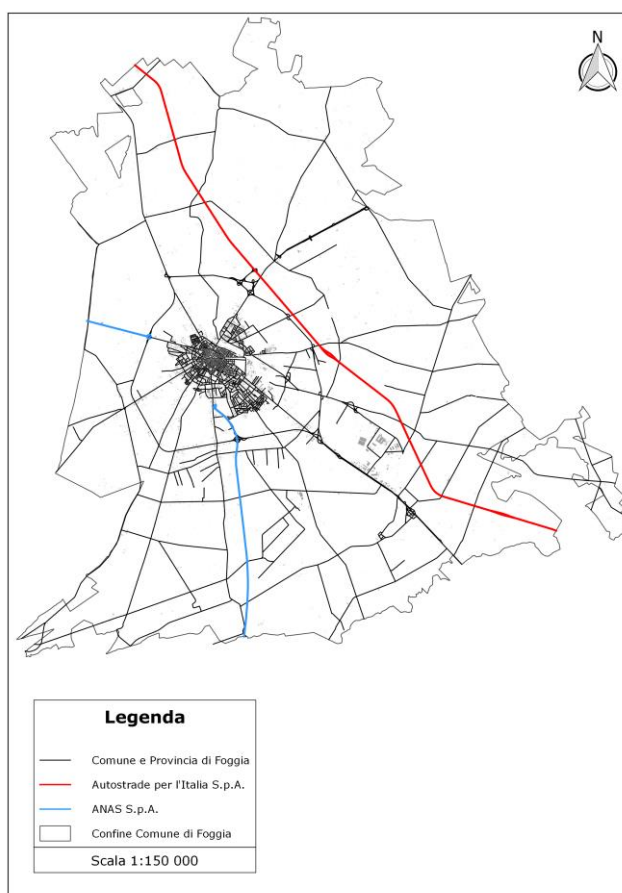 N
Legenda
Comune e Provincia di Foggia
Autostrade per l'Italia S.p.A.
ANAS S.p.A.
Confine Comune di Foggia
Scala 1:150 000